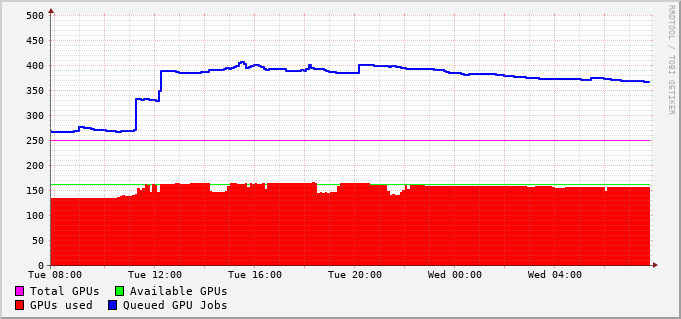 500
450
400
350
300
250
200
150
100
50
0
Tue 08:00 Tue 12:00 Tue 16:00 Tue 20:00 Wed 00:00 Wed 04:00
Total GPUs Available GPUs
GPUs used Queued GPU Jobs
RRDTOOL / TOBI OETIKER